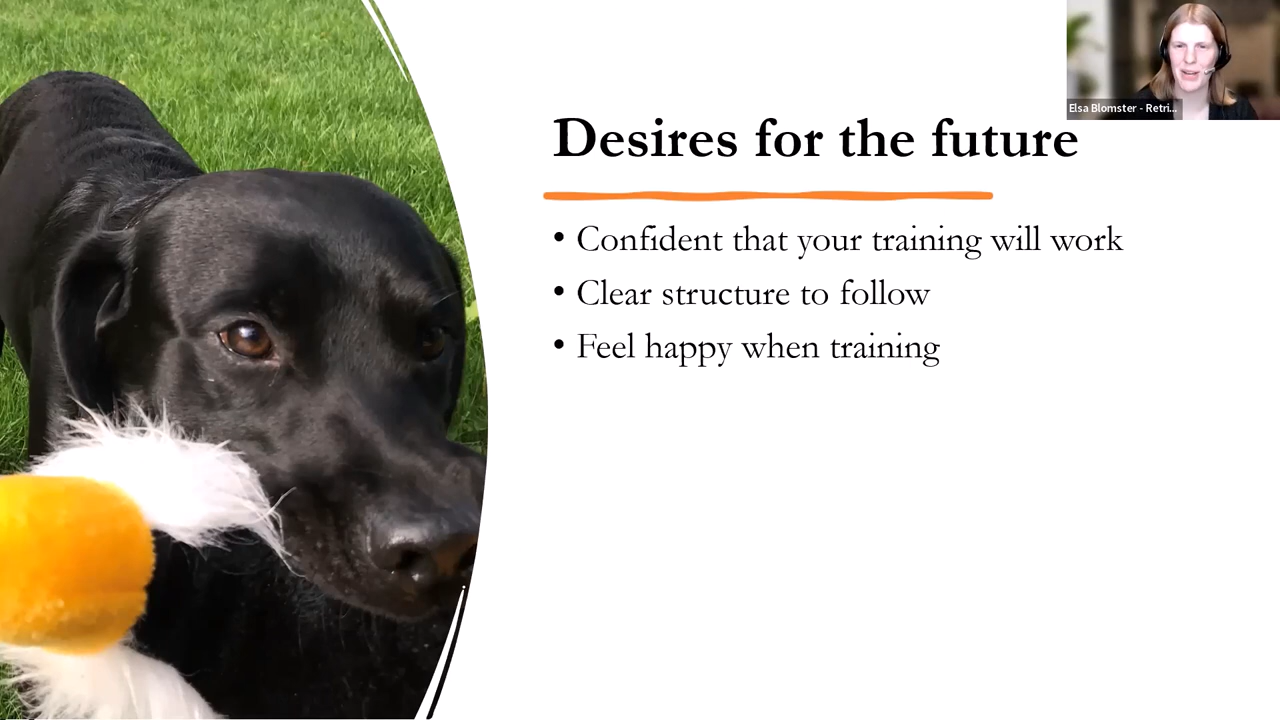 Elsa Blomster - Retri...
Desires for the future
• Confident that your training will work
• Clear structure to follow
• Feel happy when training